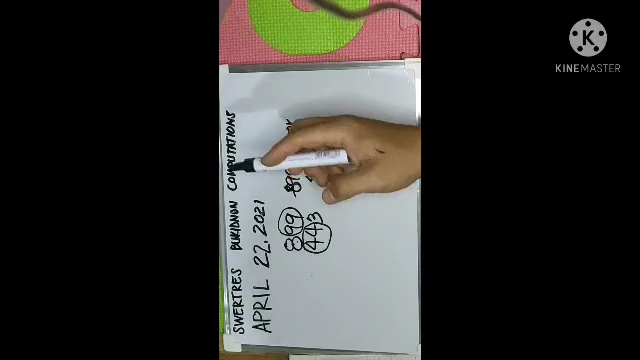 SWERTRES BUKIDNON COMPUTATIONS
APRIL 22, 2021
899
443
KINEMASTER